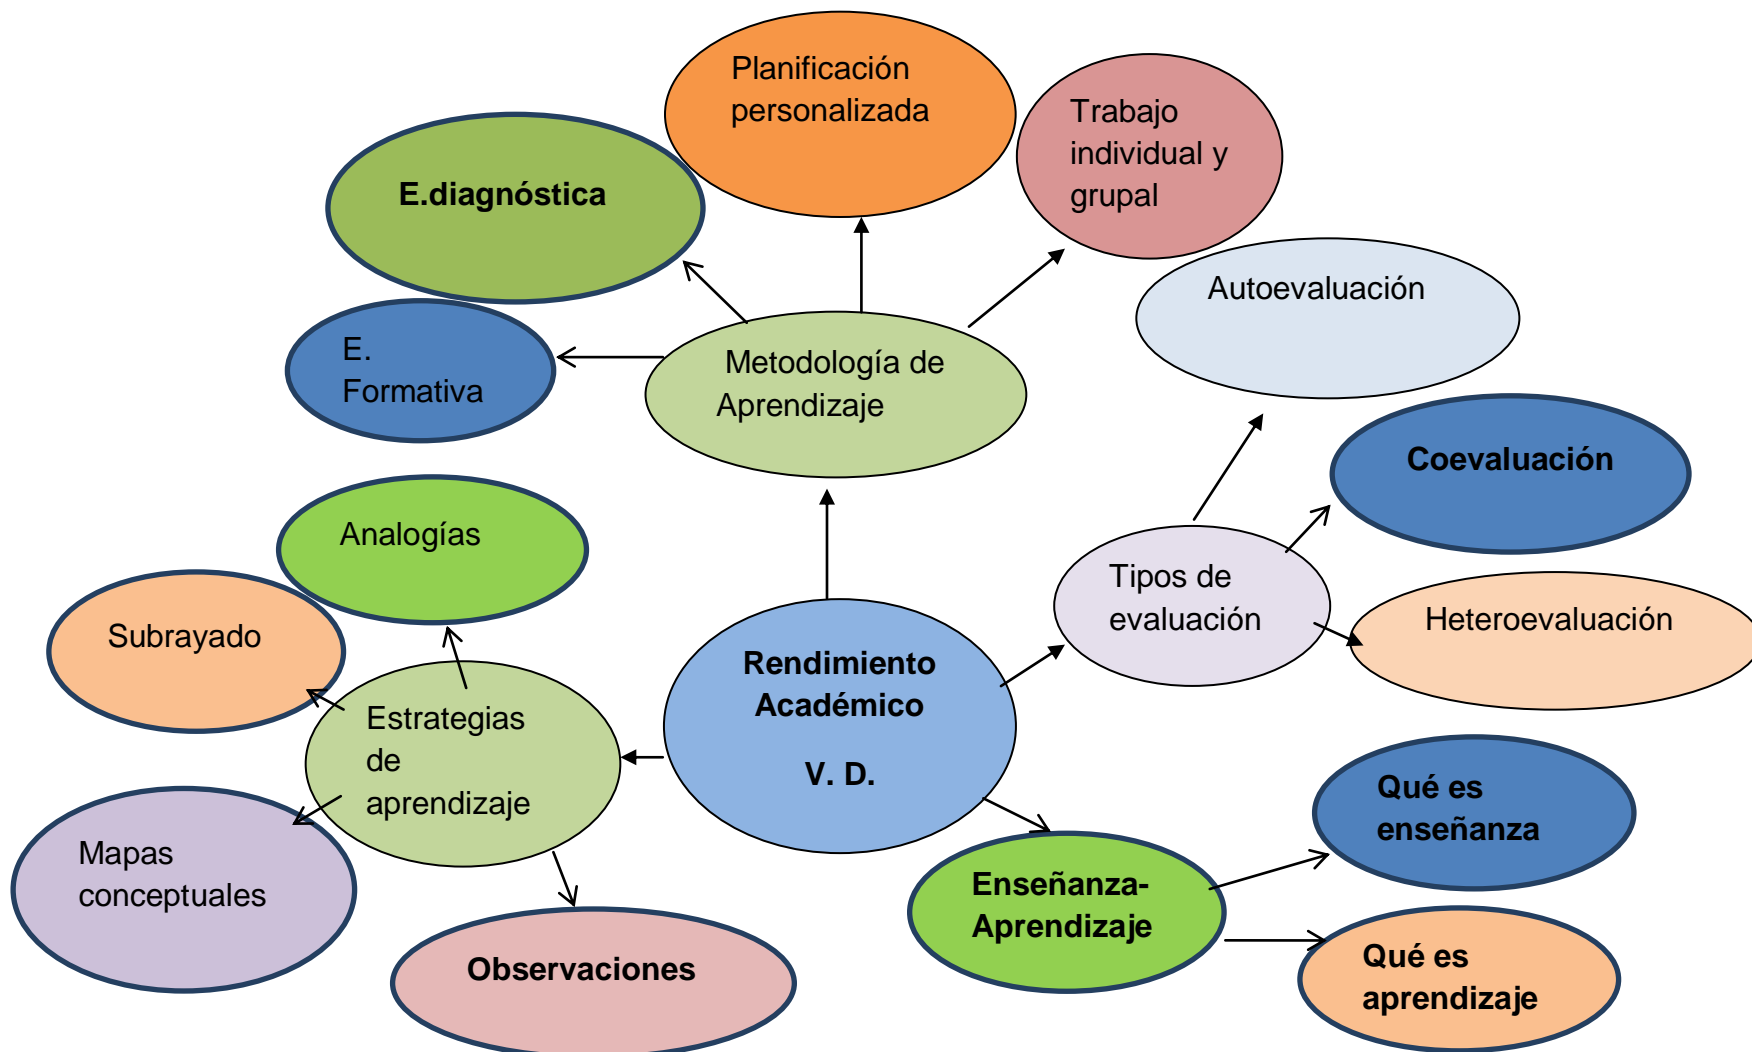 Planificación
personalizada
Trabajo
individual y
grupal
E.diagnóstica
Autoevaluación
E.
Formativa
Metodología de
Aprendizaje
Coevaluación
Analogías
Tipos de
evaluación
Heteroevaluación
Subrayado
Rendimiento
Académico
V. D.
Estrategias
de
aprendizaje
Qué es
enseñanza
Mapas
conceptuales
Enseñanza-
Aprendizaje
Observaciones
Qué es
aprendizaje